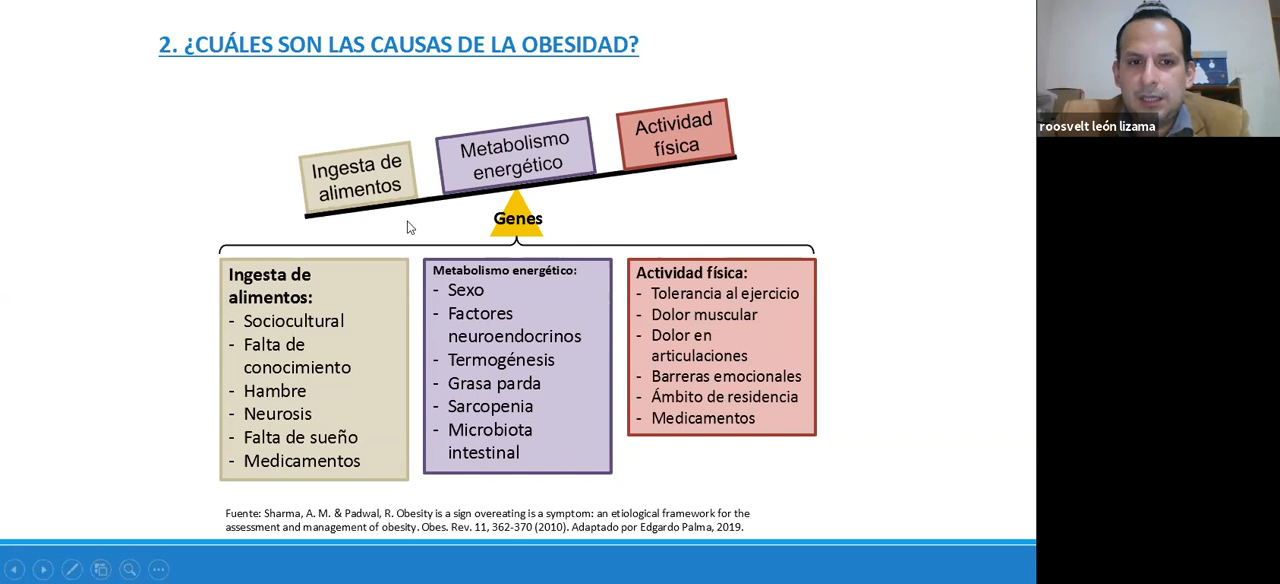 2. ¿CUÁLES SON LAS CAUSAS DE LA OBESIDAD?
roosvelt león lizama
Ingesta de
alimentos
Metabolismo
energético
Actividad
física
Genes
Ingesta de
alimentos:
- Sociocultural
- Falta de
conocimiento
- Hambre
- Neurosis
- Falta de sueño
- Medicamentos
Metabolismo energético:
- Sexo
- Factores
neuroendocrinos
- Termogénesis
- Grasa parda
- Sarcopenia
- Microbiota
intestinal
Actividad física:
- Tolerancia al ejercicio
- Dolor muscular
- Dolor en
articulaciones
- Barreras emocionales
- Ámbito de residencia
- Medicamentos
Fuente: Sharma, A. M. & Padwal, R. Obesity is a sign overeating is a symptom: an etiological framework for the
assessment and management of obesity. Obes. Rev. 11, 362-370 (2010). Adaptado por Edgardo Palma, 2019.